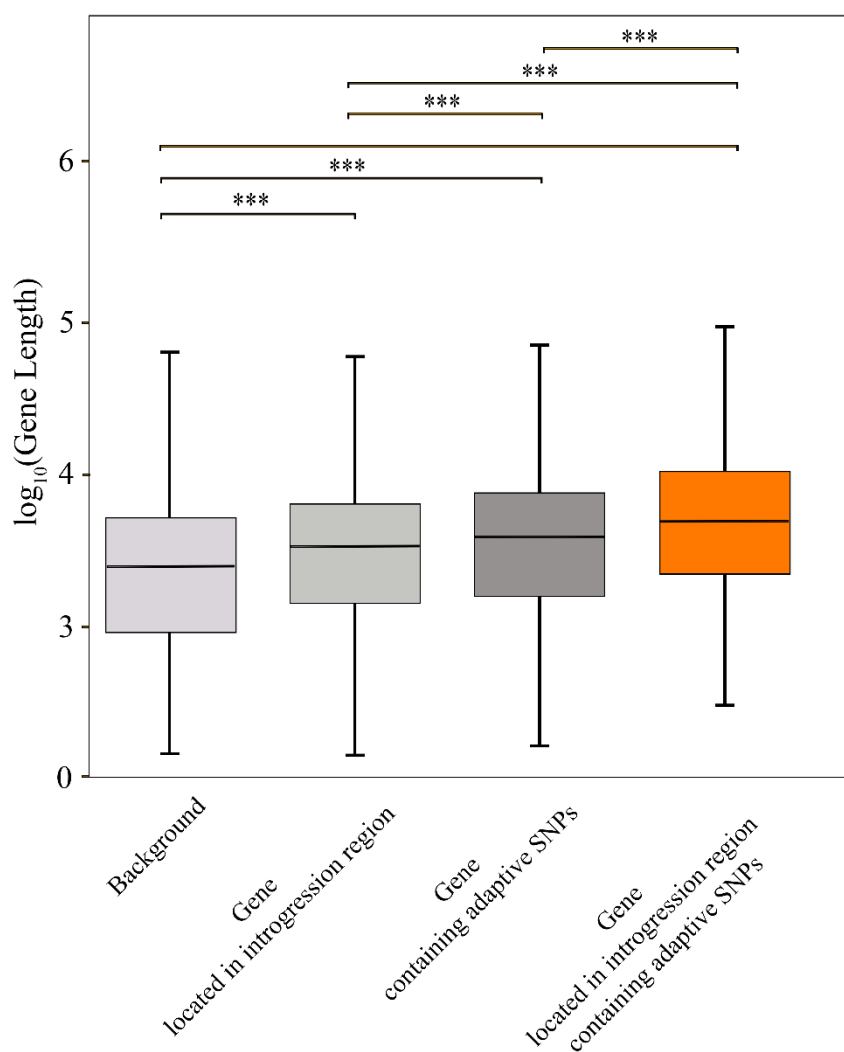 ***
***
***
***
***
6
5
4
3
0
log₁₀(Gene Length)
Background
Gene
located in introgression region
Gene
containing adaptive SNPs
Gene
located in introgression region
containing adaptive SNPs